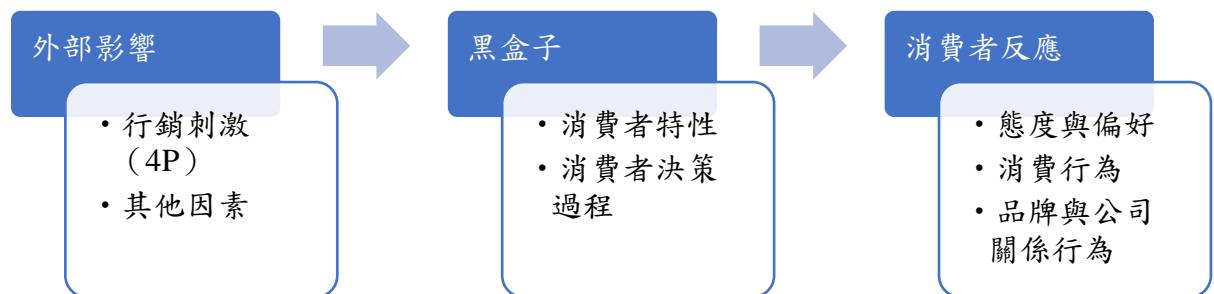 外部影響
・行銷刺激
（4P）
・其他因素
黑盒子
・消費者特性
・消費者決策
過程
消費者反應
・態度與偏好
・消費行為
・品牌與公司
關係行為